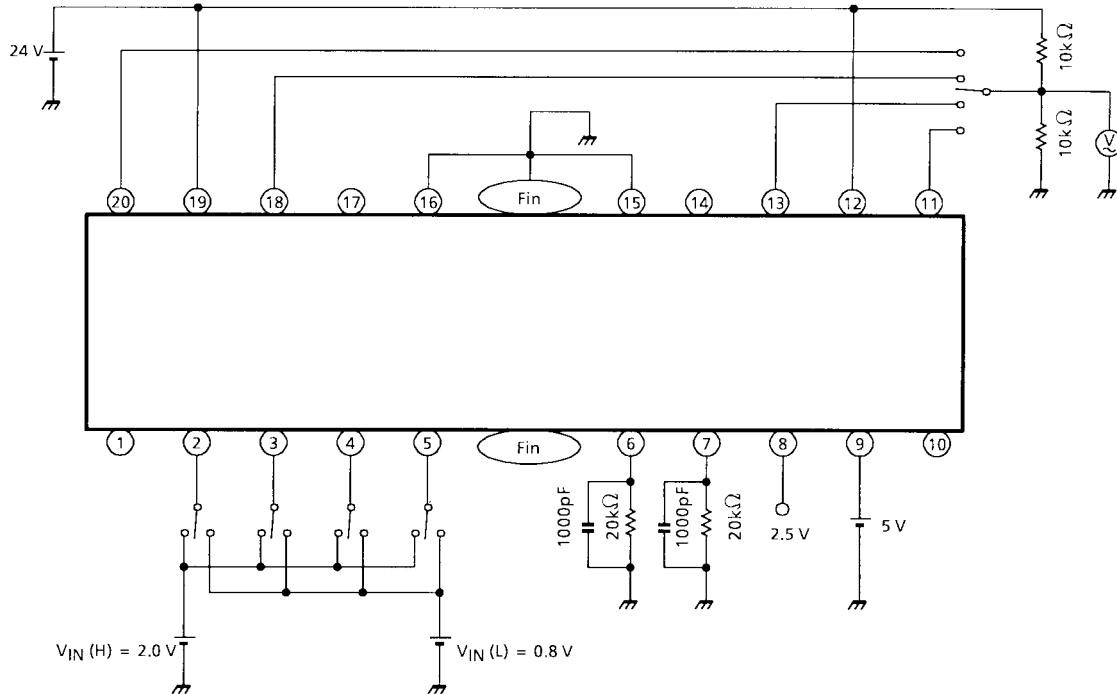 24 V
10kΩ
10kΩ
V
20
19
18
17
16
Fin
15
14
13
12
11
1
2
3
4
5
Fin
6
7
8
9
10
1000pF
20kΩ
1000pF
20kΩ
2.5 V
5 V
VIN (H) = 2.0 V
VIN (L) = 0.8 V